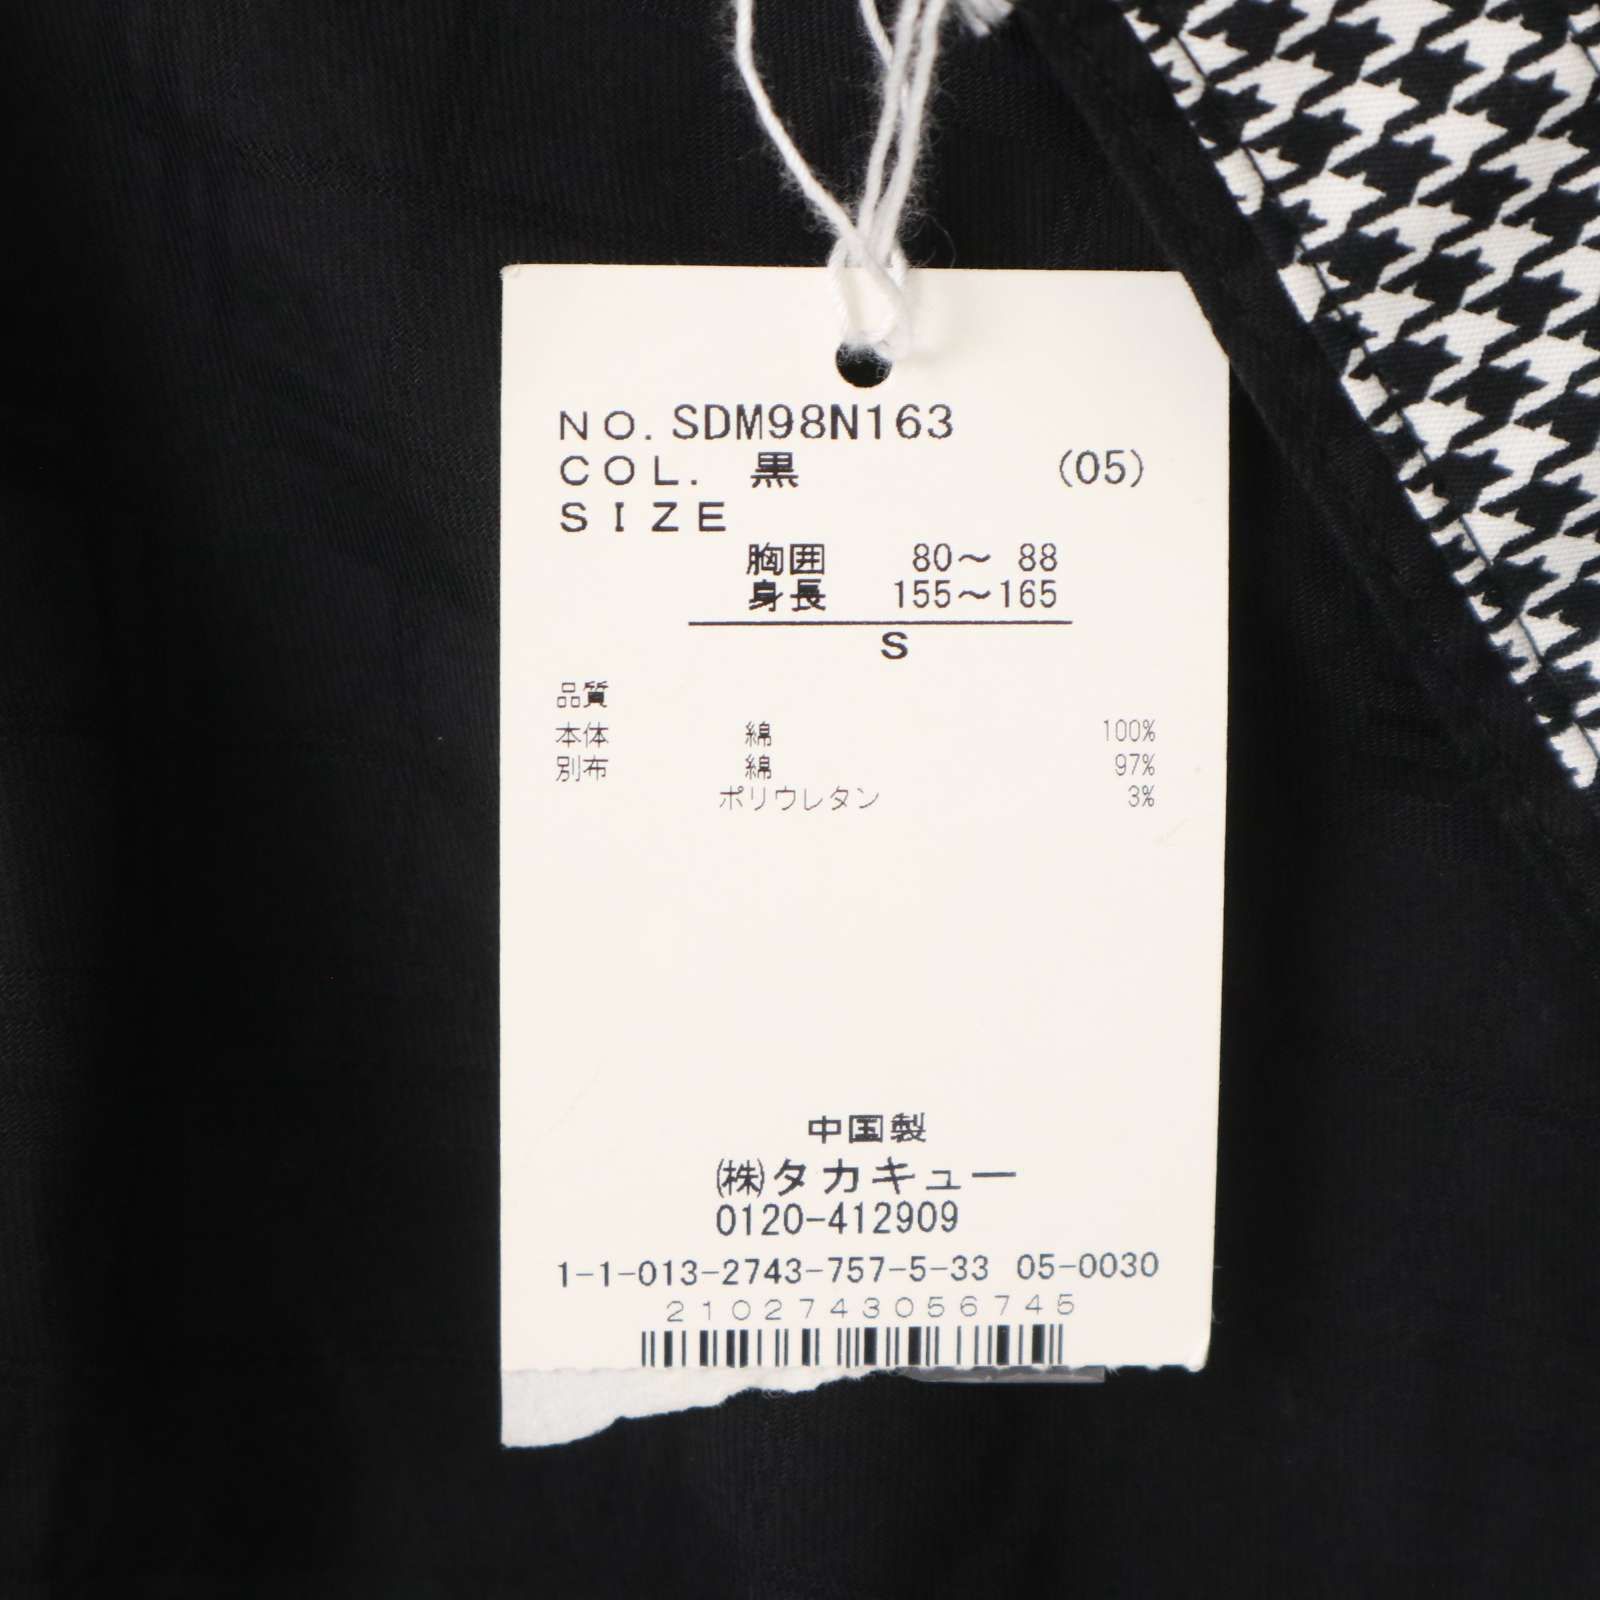 NO. SDM98N163
COL. 黒 (05)
SIZE
胸囲 80～ 88
身長 155～165
S
品質
本体 綿 100%
別布 綿 97%
ポリウレタン 3%
中国製
㈱タカキュー
0120-412909
1-1-013-2743-757-5-33 05-0030
2102743056745